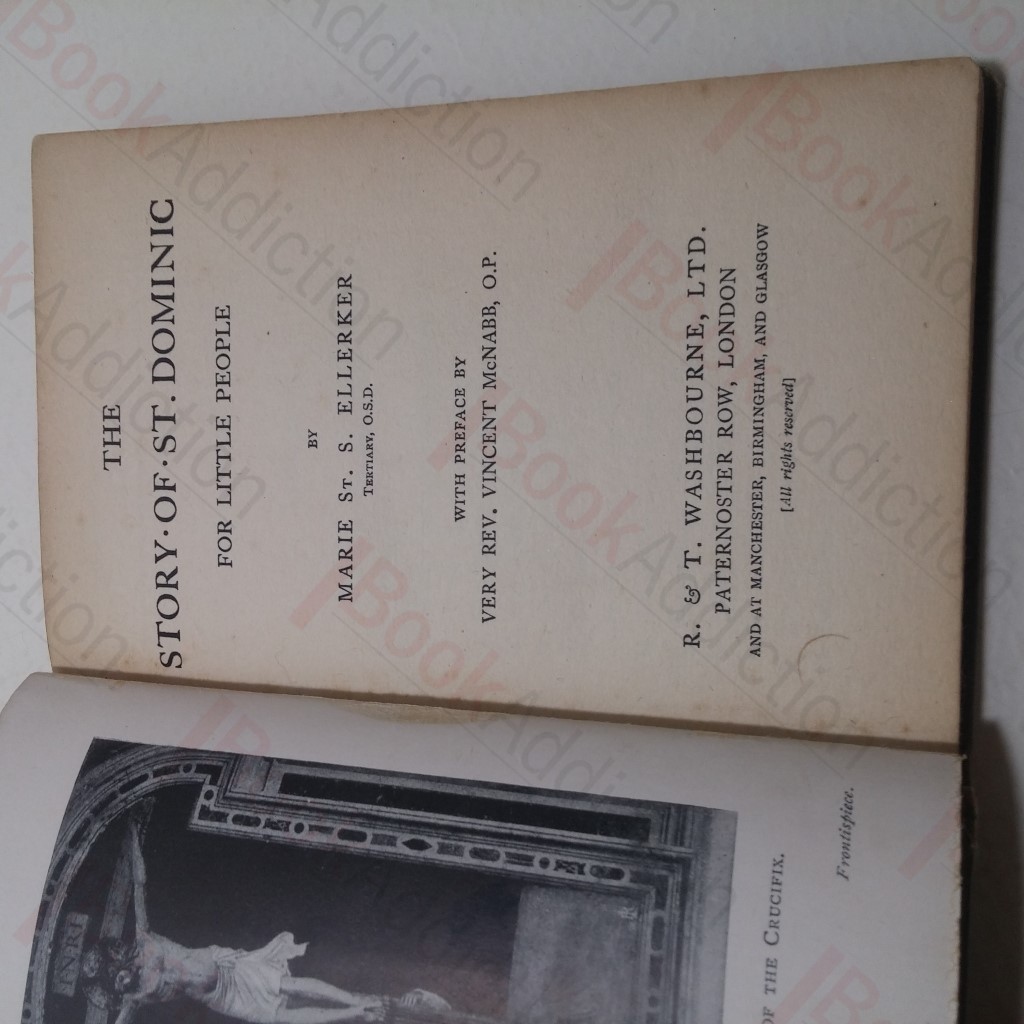 THE
STORY·OF·ST. DOMINIC
FOR LITTLE PEOPLE
BY
MARIE ST. S. ELLERKER
TERTIARY, O.S.D.
WITH PREFACE BY
VERY REV. VINCENT McNABB, O.P.
R. & T. WASHBOURNE, LTD.
PATERNOSTER ROW, LONDON
AND AT MANCHESTER, BIRMINGHAM, AND GLASGOW
[All rights reserved]
INRI
OF THE CRUCIFIX.
Frontispiece.
BookAddiction